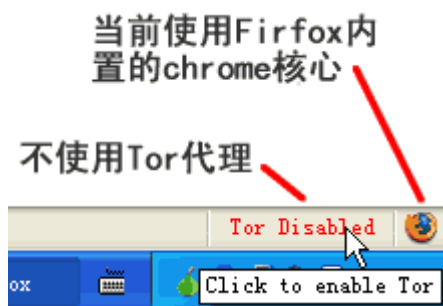 当前使用Firfox内
置的chrome核心
不使用Tor代理
Tor Disabled
ox
Click to enable Tor